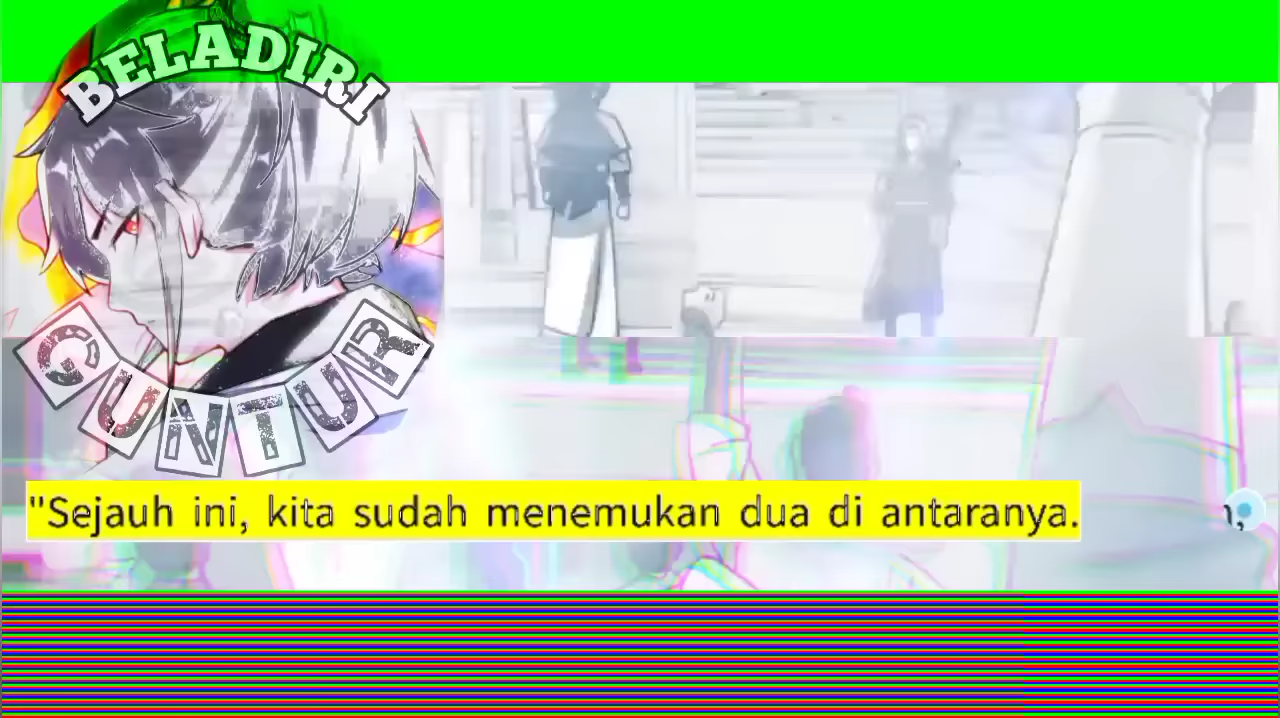 BELADIRI
GUNTUR
"Sejauh ini, kita sudah menemukan dua di antaranya.